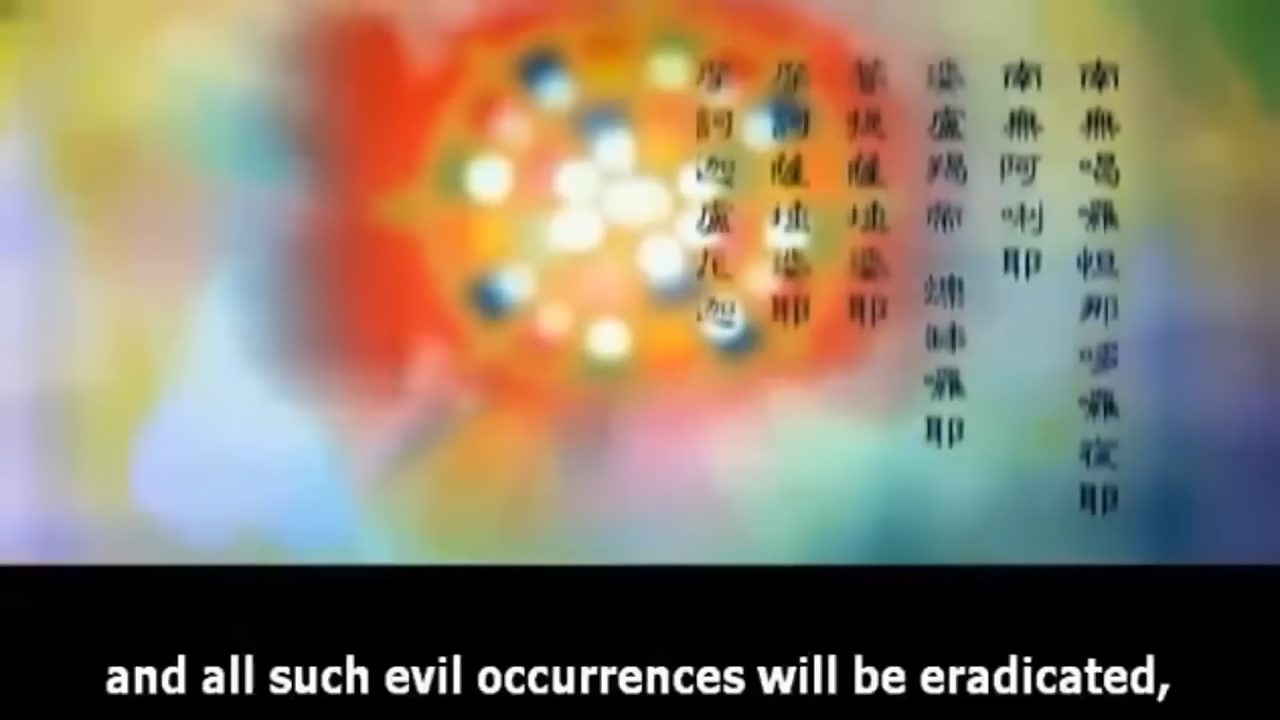 南無喝囉怛那哆囉夜耶
南無阿唎耶
婆盧羯帝 爍缽囉耶
菩提薩埵婆耶
摩訶薩埵婆耶
摩訶迦盧尼迦
and all such evil occurrences will be eradicated,